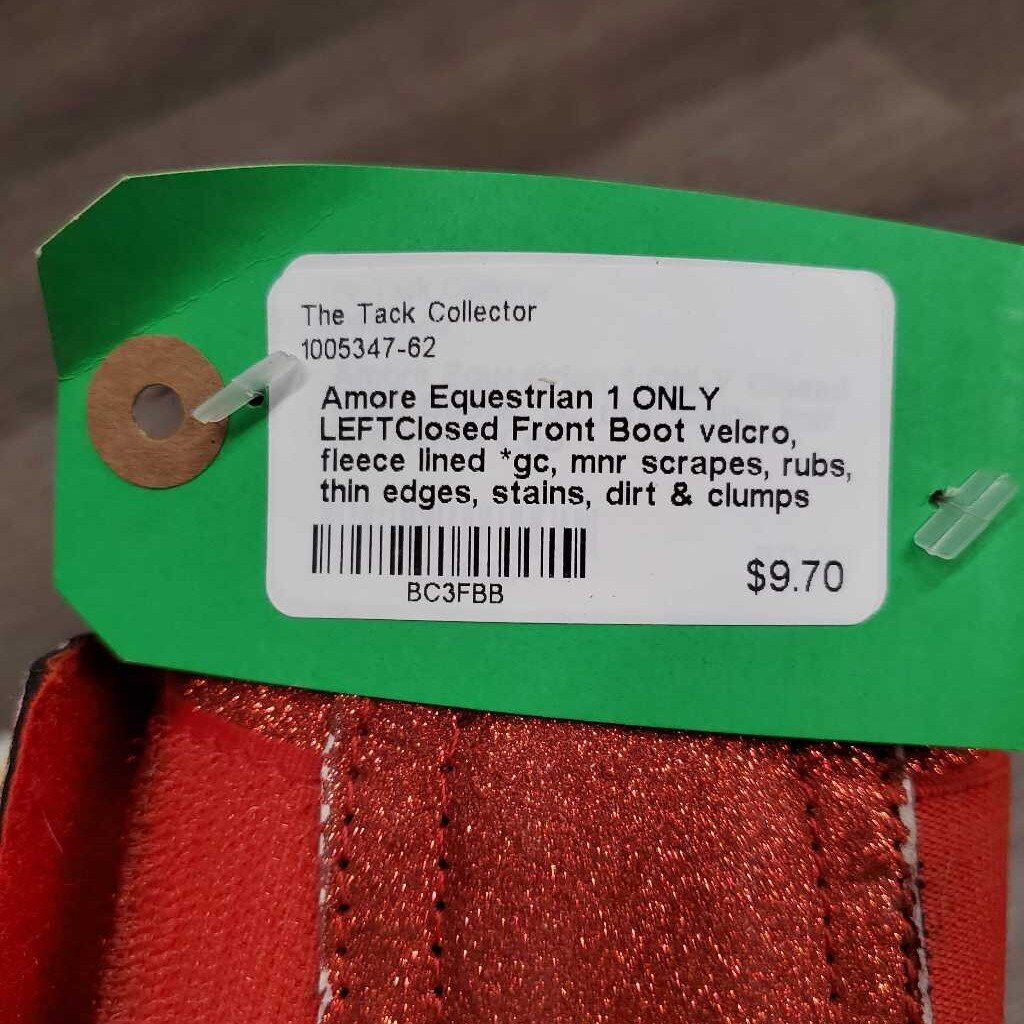 The Tack Collector
1005347-62
Amore Equestrian 1 ONLY
LEFTClosed Front Boot velcro,
fleece lined *gc, mnr scrapes, rubs,
thin edges, stains, dirt & clumps
BC3FBB
$9.70